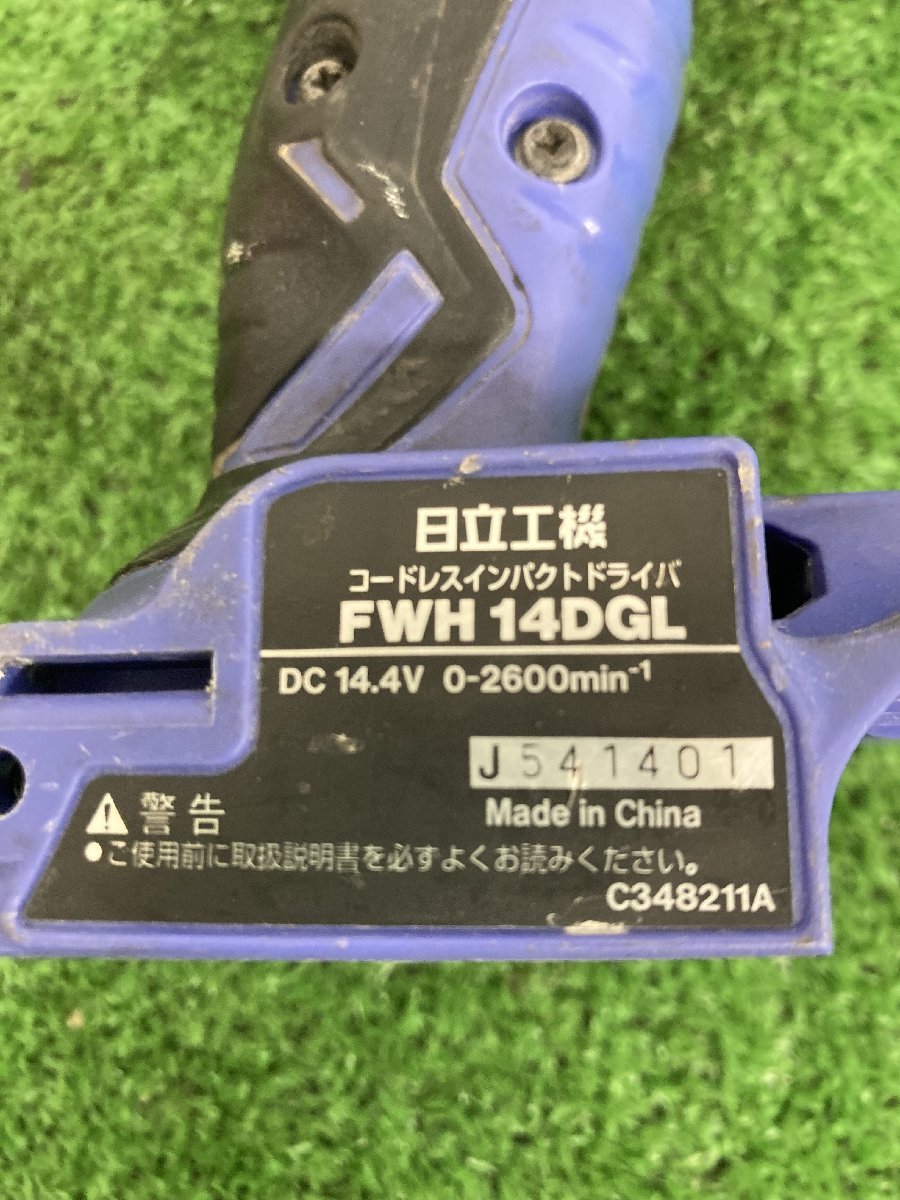 日立工機
コードレスインパクトドライバ
FWH 14DGL
DC 14.4V 0-2600min⁻¹
J541401
Made in China
⚠ 警告
●ご使用前に取扱説明書を必ずよくお読みください。
C348211A